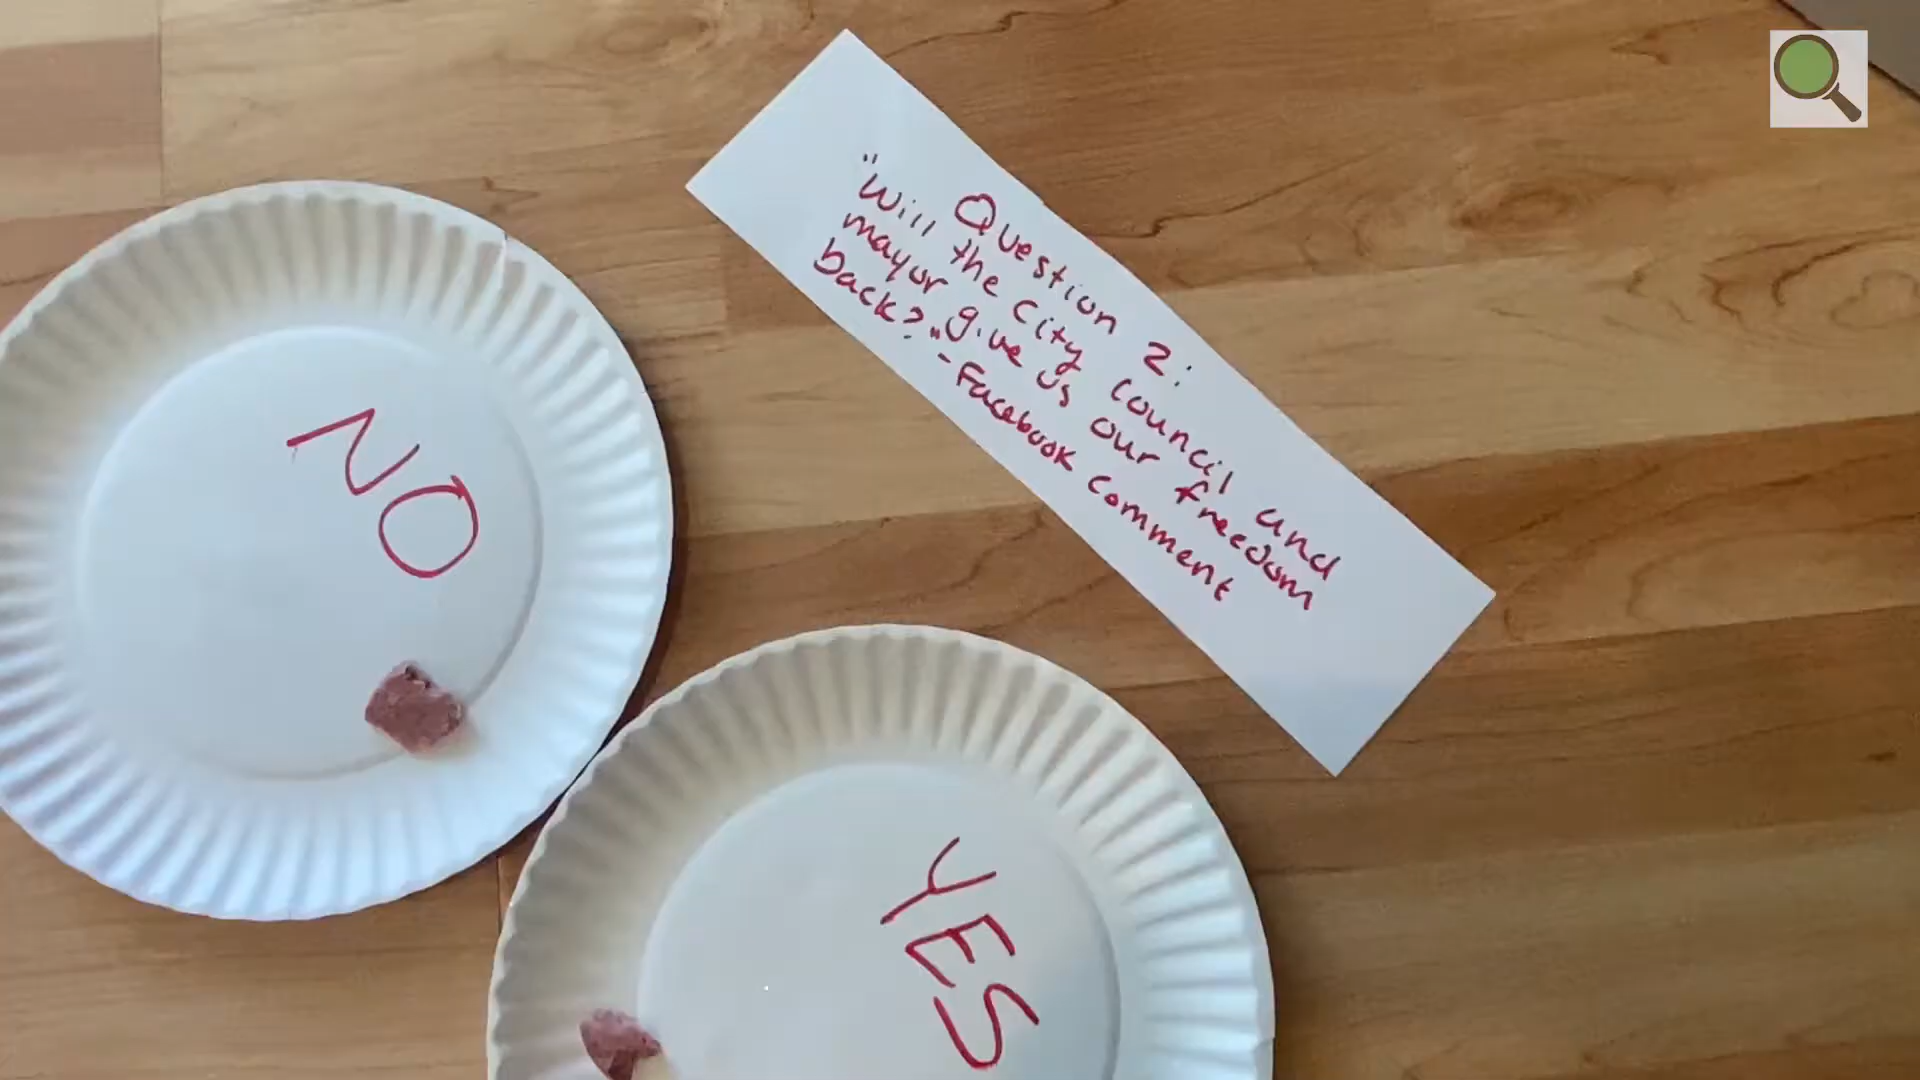 Question 2:
"Will the city council and
mayor give us our freedom
back?" - Facebook comment
NO
YES